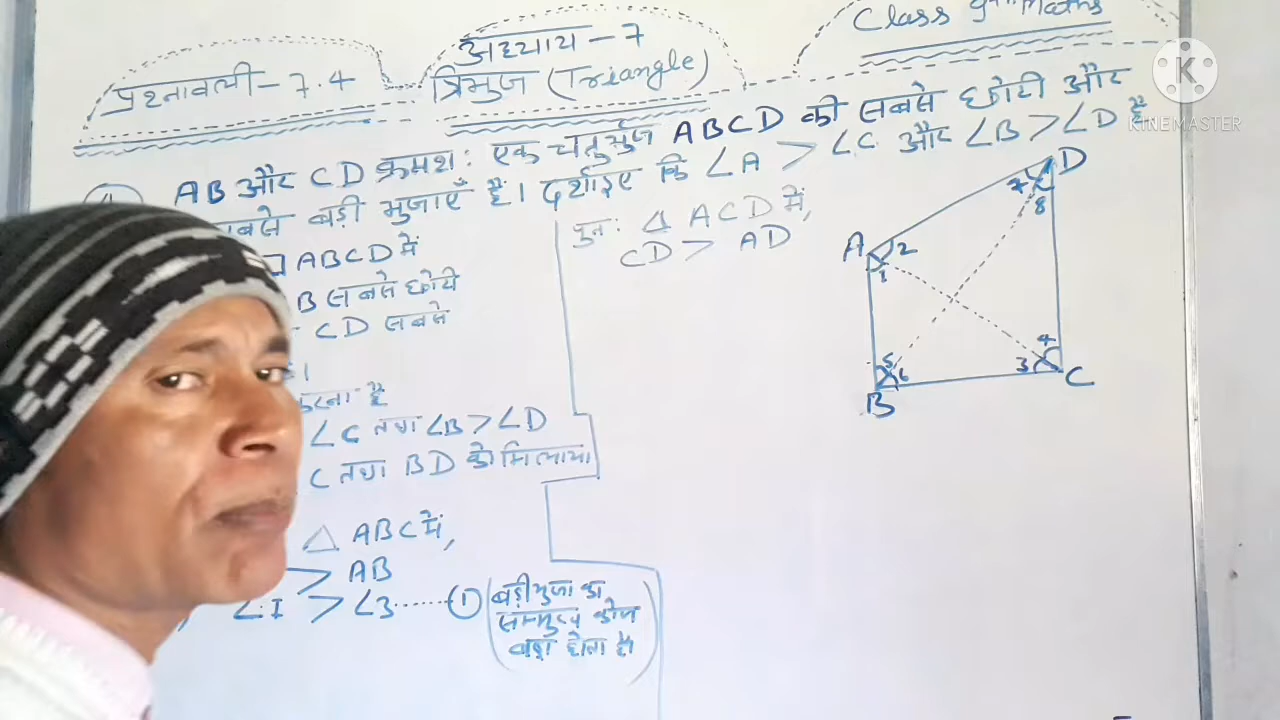 प्रश्नावली - 7.4
अध्याय - 7
त्रिभुज (Triangle)
Class 9th Maths
KINEMASTER
AB और CD क्रमशः एक चतुर्भुज ABCD की सबसे छोटी और
सबसे बड़ी भुजाएँ हैं। दर्शाइए कि ∠A > ∠C और ∠B > ∠D है
□ABCD में
B सबसे छोटी
CD सबसे
करना है
∠C तथा ∠B > ∠D
C तथा BD को मिलाया
△ ABC में,
> AB
∠1 > ∠3 ...... ①
(बड़ी भुजा का
सम्मुख कोण
बड़ा होता है)
पुनः △ ACD में,
CD > AD
D
7
8
A
2
1
4
5
3
6
C
B